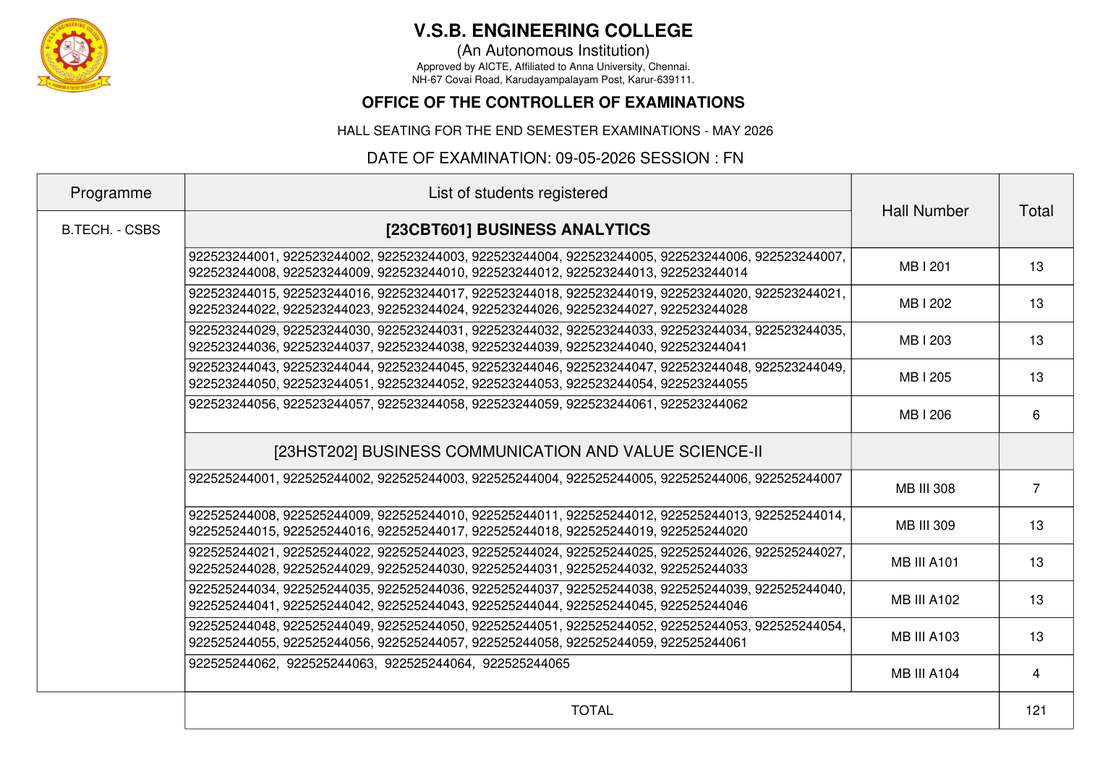 V.S.B. ENGINEERING COLLEGE
(An Autonomous Institution)
Approved by AICTE, Affiliated to Anna University, Chennai.
NH-67 Covai Road, Karudayampalayam Post, Karur-639111.
OFFICE OF THE CONTROLLER OF EXAMINATIONS
HALL SEATING FOR THE END SEMESTER EXAMINATIONS - MAY 2026
DATE OF EXAMINATION: 09-05-2026 SESSION : FN
Programme
List of students registered
Hall Number
Total
B.TECH. - CSBS
[23CBT601] BUSINESS ANALYTICS
922523244001, 922523244002, 922523244003, 922523244004, 922523244005, 922523244006, 922523244007,
922523244008, 922523244009, 922523244010, 922523244012, 922523244013, 922523244014
MB I 201
13
922523244015, 922523244016, 922523244017, 922523244018, 922523244019, 922523244020, 922523244021,
922523244022, 922523244023, 922523244024, 922523244026, 922523244027, 922523244028
MB I 202
13
922523244029, 922523244030, 922523244031, 922523244032, 922523244033, 922523244034, 922523244035,
922523244036, 922523244037, 922523244038, 922523244039, 922523244040, 922523244041
MB I 203
13
922523244043, 922523244044, 922523244045, 922523244046, 922523244047, 922523244048, 922523244049,
922523244050, 922523244051, 922523244052, 922523244053, 922523244054, 922523244055
MB I 205
13
922523244056, 922523244057, 922523244058, 922523244059, 922523244061, 922523244062
MB I 206
6
[23HST202] BUSINESS COMMUNICATION AND VALUE SCIENCE-II
922525244001, 922525244002, 922525244003, 922525244004, 922525244005, 922525244006, 922525244007
MB III 308
7
922525244008, 922525244009, 922525244010, 922525244011, 922525244012, 922525244013, 922525244014,
922525244015, 922525244016, 922525244017, 922525244018, 922525244019, 922525244020
MB III 309
13
922525244021, 922525244022, 922525244023, 922525244024, 922525244025, 922525244026, 922525244027,
922525244028, 922525244029, 922525244030, 922525244031, 922525244032, 922525244033
MB III A101
13
922525244034, 922525244035, 922525244036, 922525244037, 922525244038, 922525244039, 922525244040,
922525244041, 922525244042, 922525244043, 922525244044, 922525244045, 922525244046
MB III A102
13
922525244048, 922525244049, 922525244050, 922525244051, 922525244052, 922525244053, 922525244054,
922525244055, 922525244056, 922525244057, 922525244058, 922525244059, 922525244061
MB III A103
13
922525244062, 922525244063, 922525244064, 922525244065
MB III A104
4
TOTAL
121